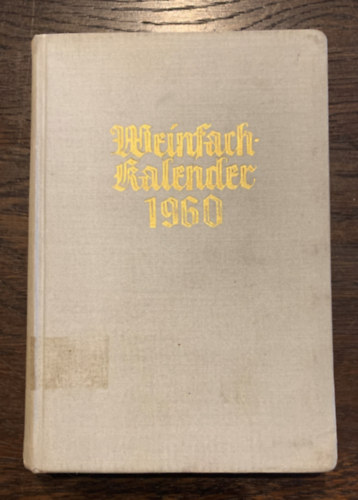 Weinfach-
Kalender
1960